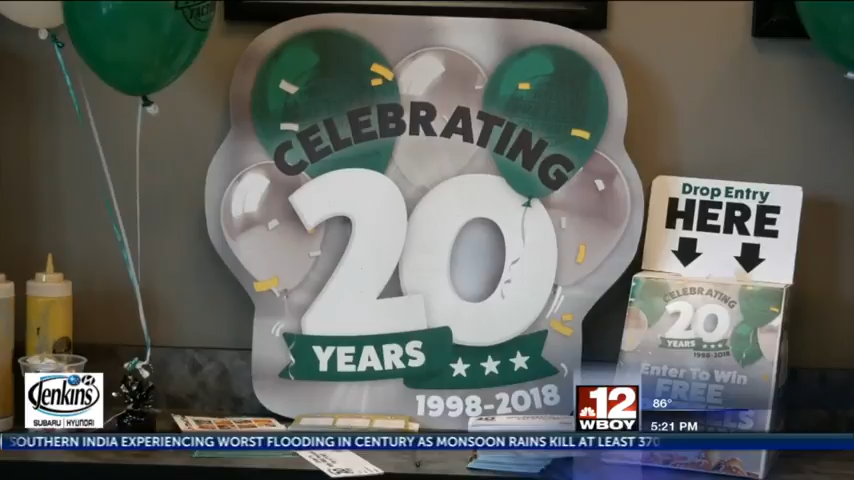 CELEBRATING
20
YEARS
1998-2018
Drop Entry
HERE
CELEBRATING
20
YEARS
1998-2018
Enter To Win
FREE
Jenkins
SUBARU HYUNDAI
12
WBOY
86°
5:21 PM
SOUTHERN INDIA EXPERIENCING WORST FLOODING IN CENTURY AS MONSOON RAINS KILL AT LEAST 370